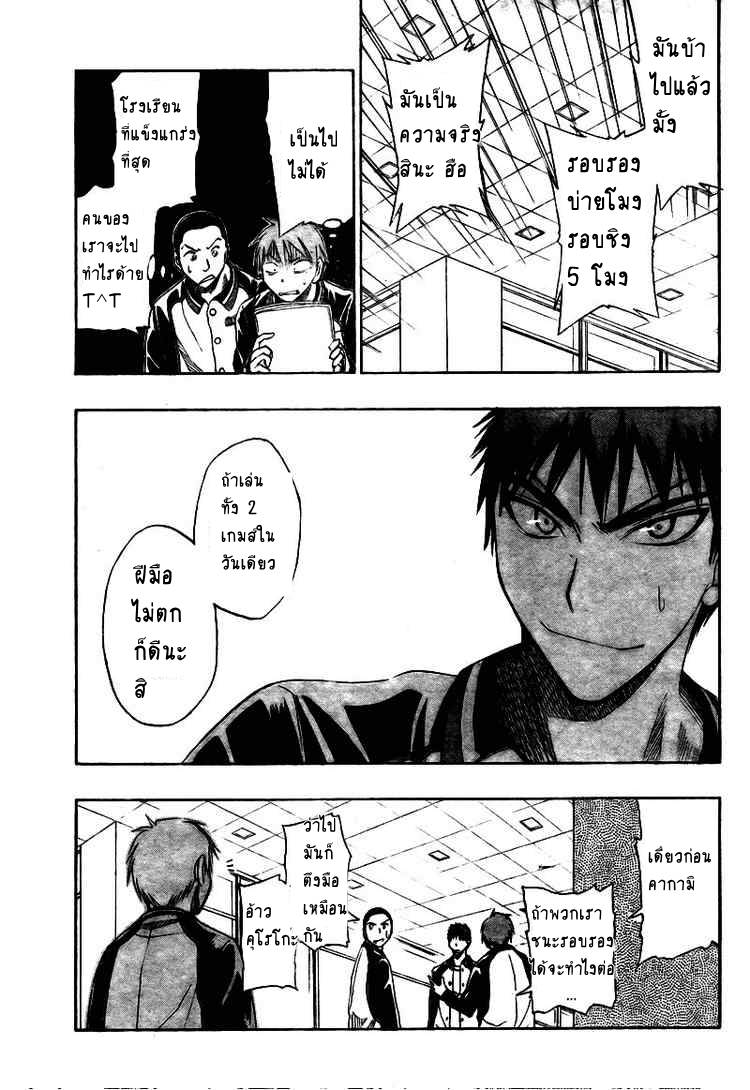 มันบ้า
ไปแล้ว
มั้ง
รอบรอง
บ่ายโมง
รอบชิง
5 โมง
มันเป็น
ความจริง
สินะ ฮือ
เป็นไป
ไม่ได้
โรงเรียน
ที่แข็งแกร่ง
ที่สุด
คนของ
เราจะไป
ทำไรด้าย
T^T
ถ้าเล่น
ทั้ง 2
เกมส์ใน
วันเดียว
ฝีมือ
ไม่ตก
ก็ดีนะ
สิ
เดียวก่อน
คากามิ
ถ้าพวกเรา
ชนะรอบรอง
ได้จะทำไงต่อ
...
ว่าไป
มันก็
ตึงมือ
เหมือน
กัน
อ้าว
คุโรโกะ